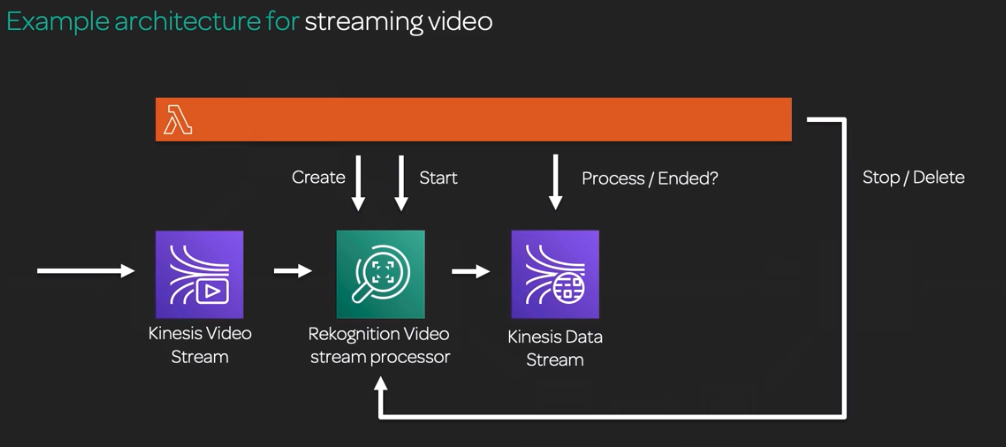 Example architecture for streaming video
Create
Start
Process / Ended?
Stop / Delete
Kinesis Video
Stream
Rekognition Video
stream processor
Kinesis Data
Stream